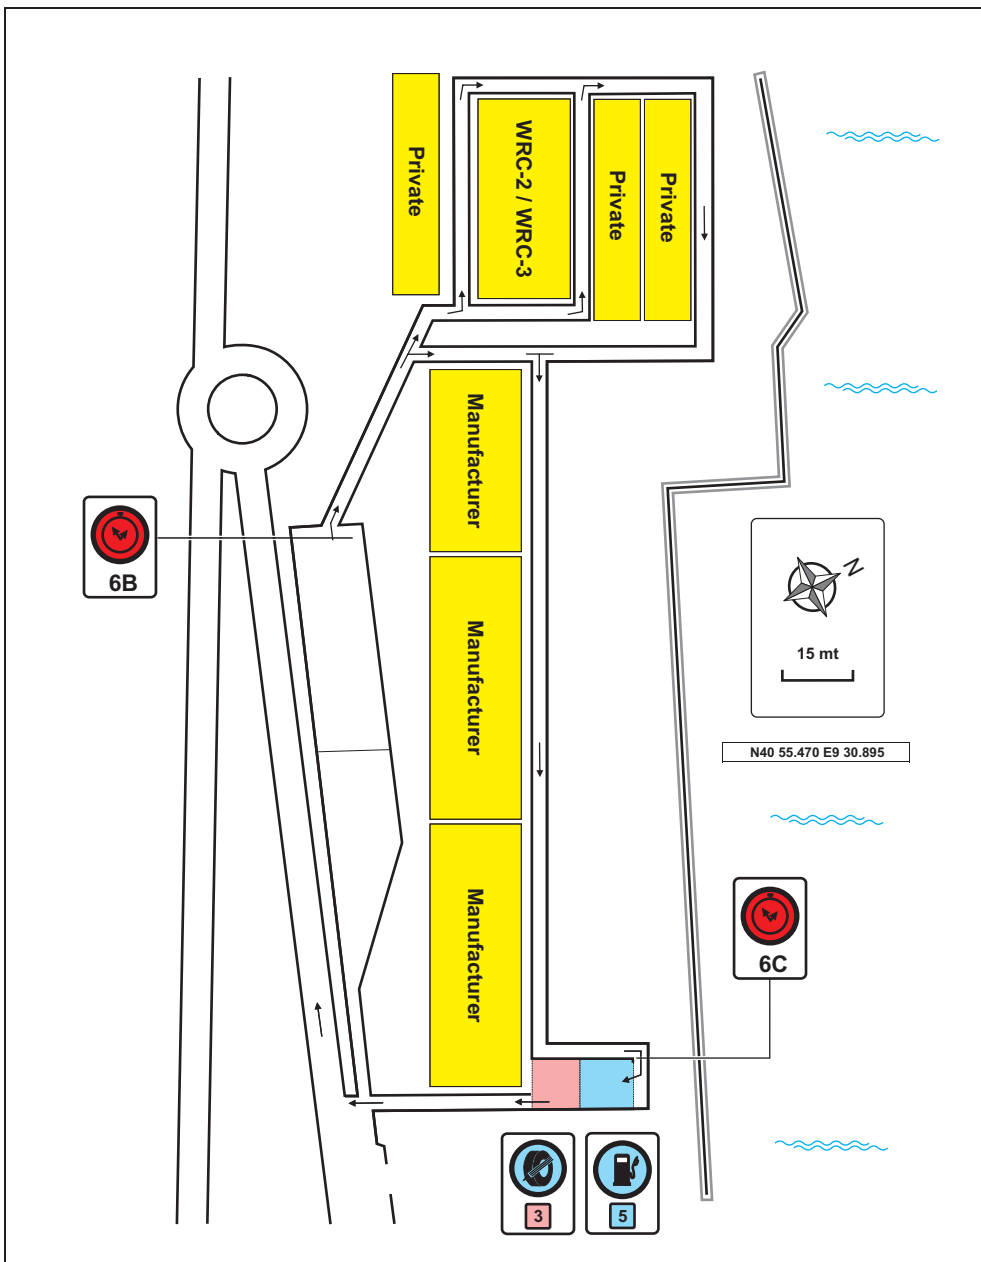 Private
WRC-2 / WRC-3
Private
Private
Manufacturer
6B
Manufacturer
N
15 mt
N40 55.470 E9 30.895
Manufacturer
6C
3
5